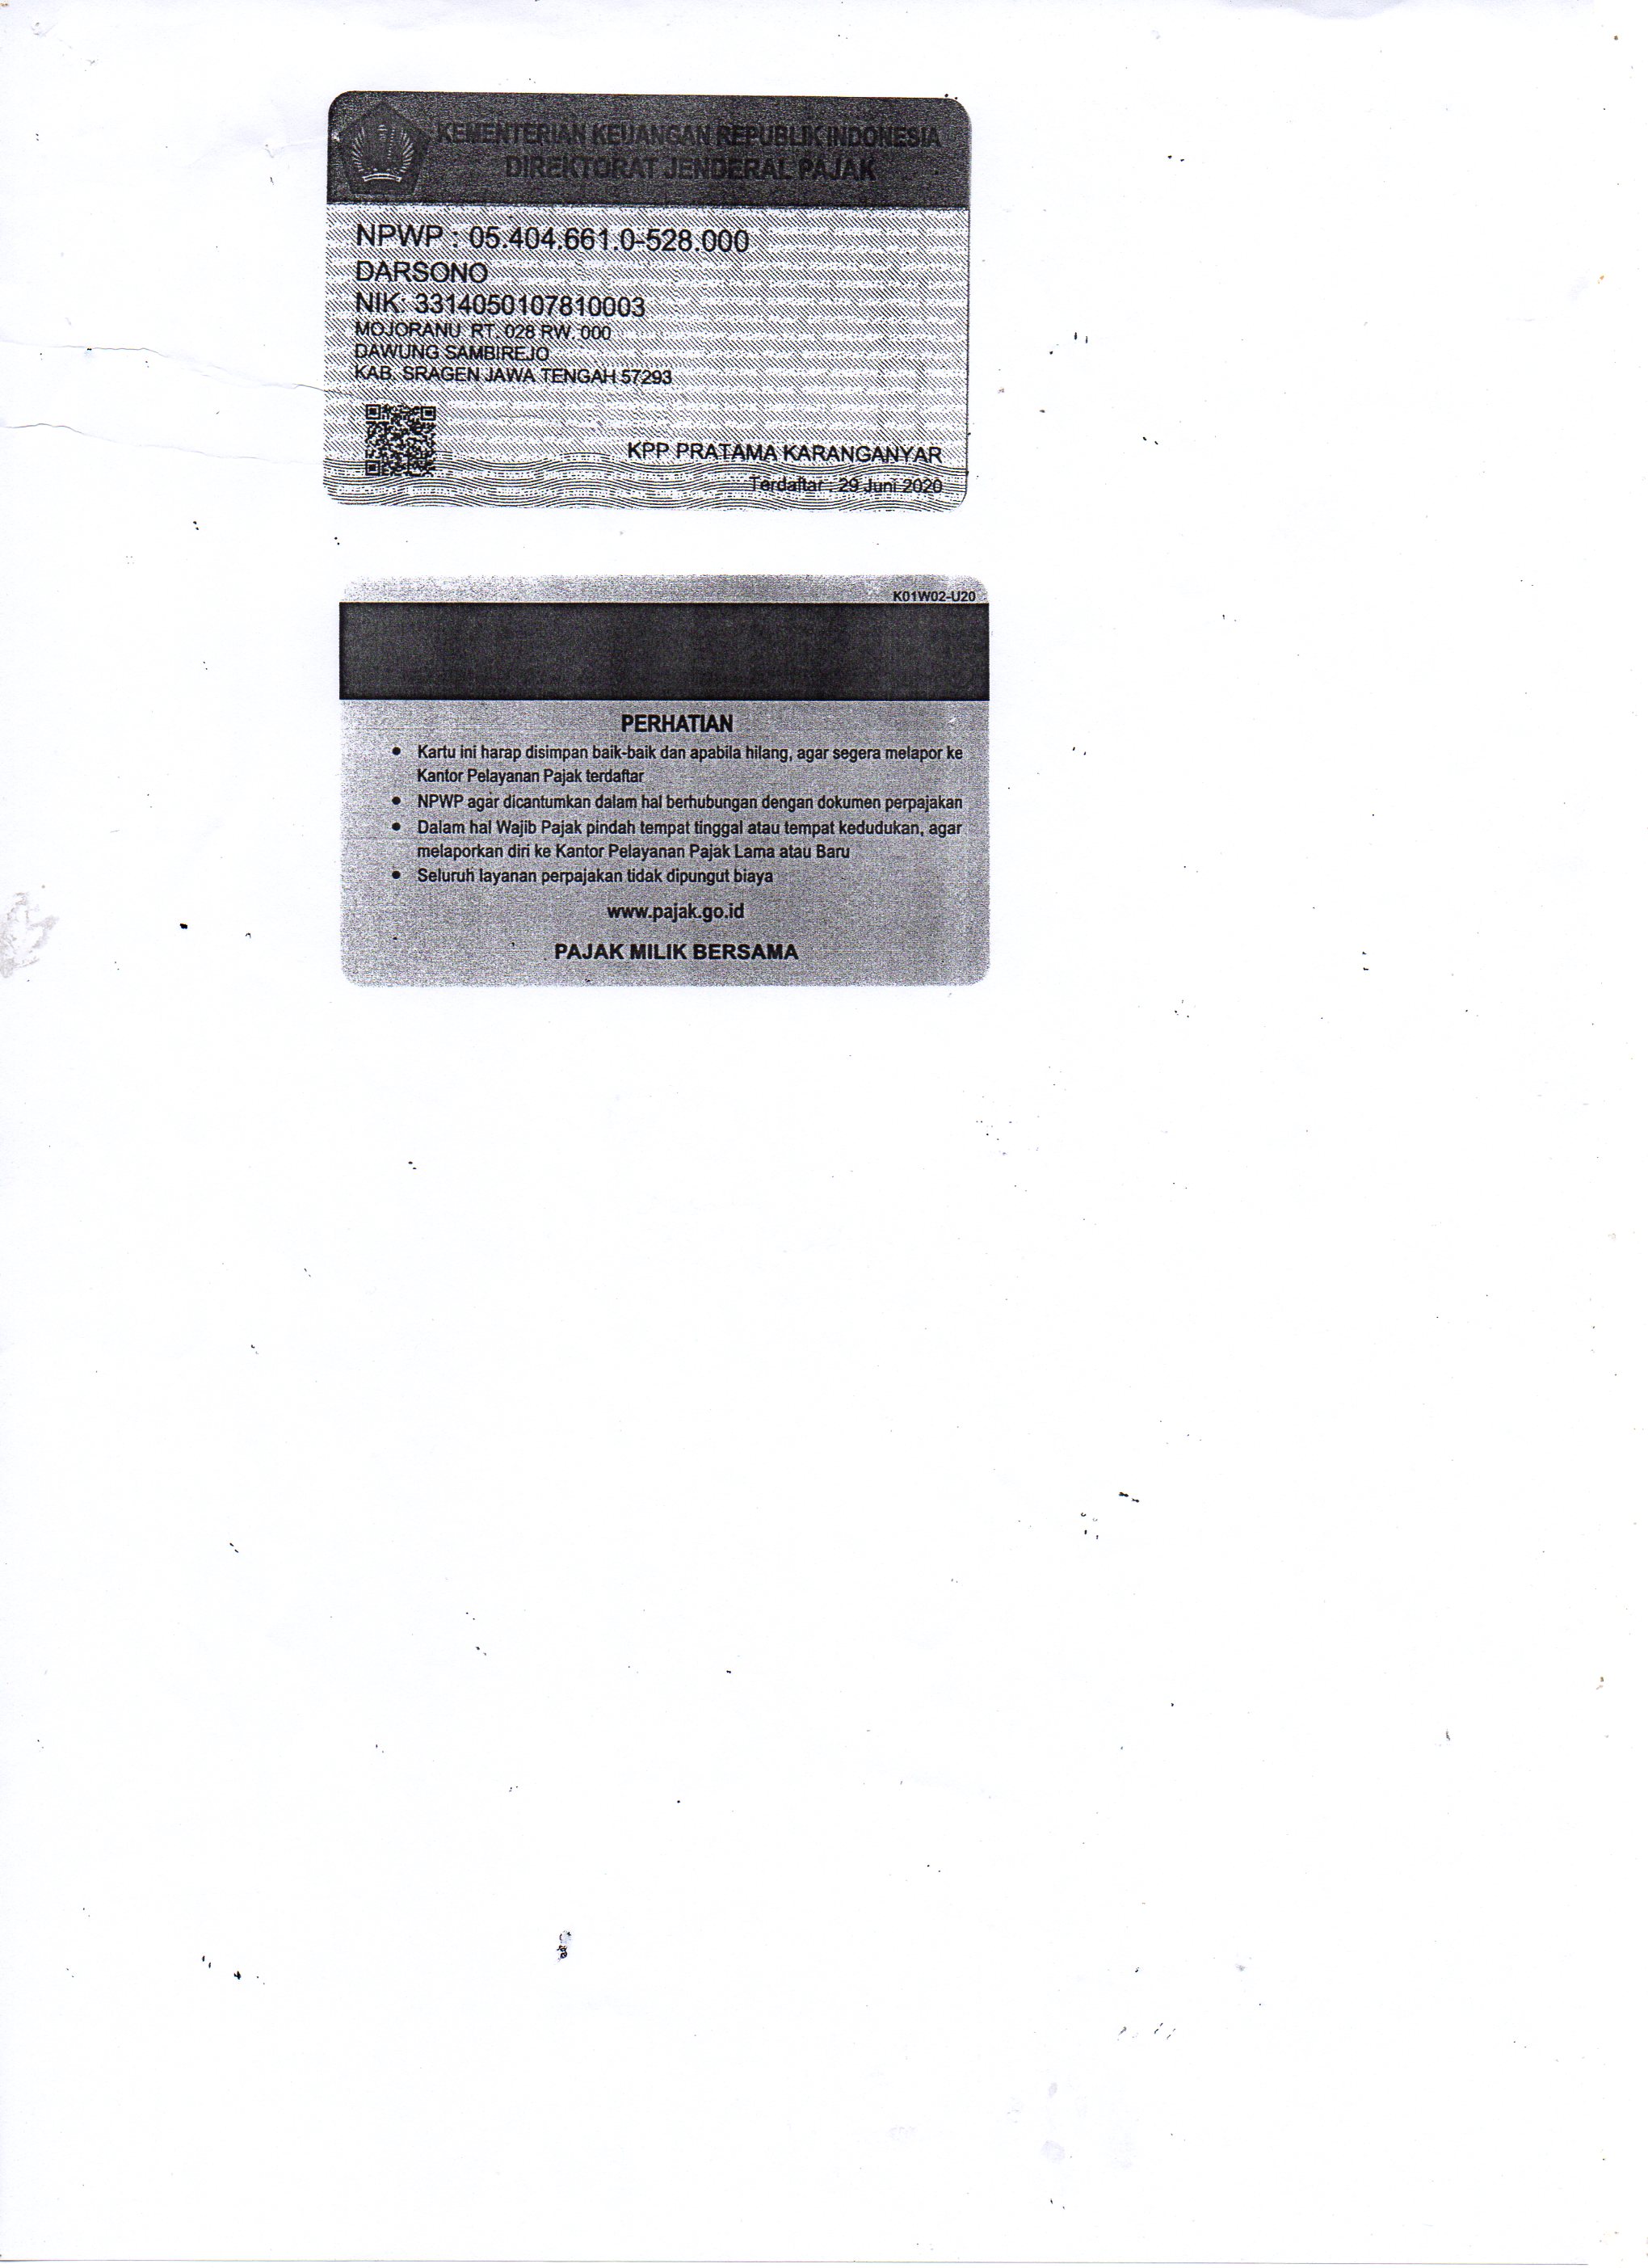 KEMENTERIAN KEUANGAN REPUBLIK INDONESIA
DIREKTORAT JENDERAL PAJAK
NPWP : 05.404.661.0-528.000
DARSONO
NIK: 3314050107810003
MOJORANU RT. 028 RW. 000
DAWUNG SAMBIREJO
KAB. SRAGEN JAWA TENGAH 57293
KPP PRATAMA KARANGANYAR
Terdaftar : 29 Juni 2020
K01W02-U20
PERHATIAN
● Kartu ini harap disimpan baik-baik dan apabila hilang, agar segera melapor ke
Kantor Pelayanan Pajak terdaftar
● NPWP agar dicantumkan dalam hal berhubungan dengan dokumen perpajakan
● Dalam hal Wajib Pajak pindah tempat tinggal atau tempat kedudukan, agar
melaporkan diri ke Kantor Pelayanan Pajak Lama atau Baru
● Seluruh layanan perpajakan tidak dipungut biaya
www.pajak.go.id
PAJAK MILIK BERSAMA